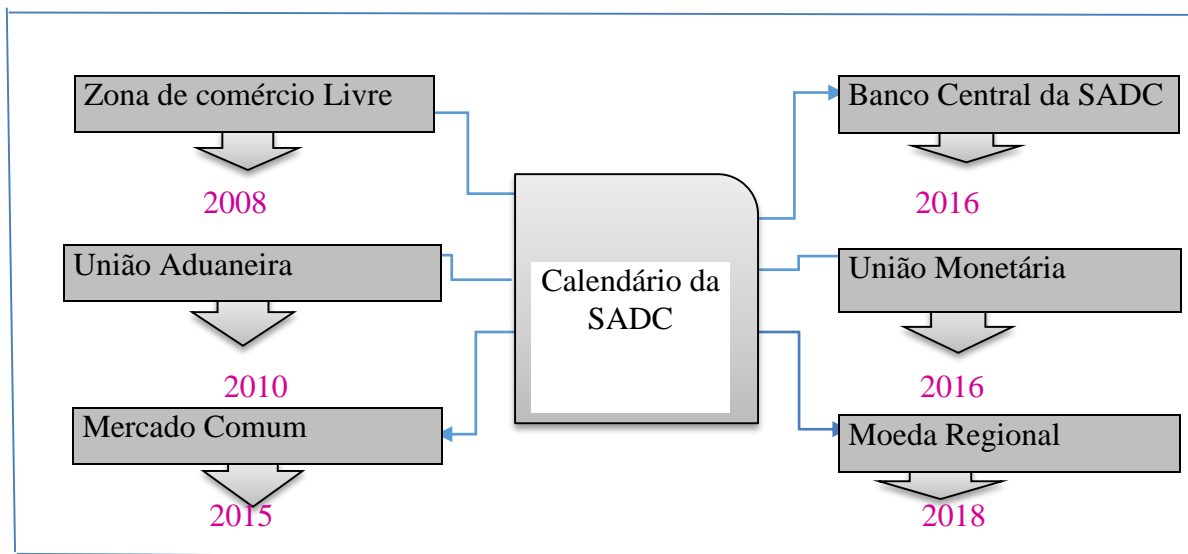 Zona de comércio Livre
2008
União Aduaneira
2010
Mercado Comum
2015
Calendário da
SADC
Banco Central da SADC
2016
União Monetária
2016
Moeda Regional
2018